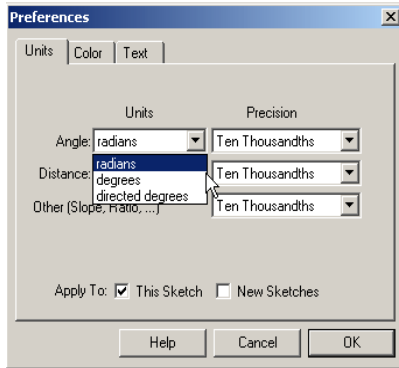 Preferences
Units Color Text
Units Precision
Angle: radians Ten Thousandths
radians
Distance: Ten Thousandths
degrees
directed degrees
Other (Slope, Ratio, ...) Ten Thousandths
Apply To: This Sketch New Sketches
Help Cancel OK